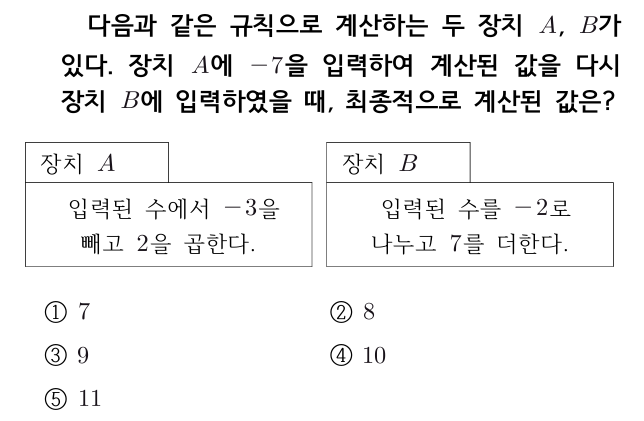 다음과 같은 규칙으로 계산하는 두 장치 A, B가
있다. 장치 A에 −7을 입력하여 계산된 값을 다시
장치 B에 입력하였을 때, 최종적으로 계산된 값은?
장치 A
입력된 수에서 −3을
빼고 2을 곱한다.
장치 B
입력된 수를 −2로
나누고 7를 더한다.
① 7
② 8
③ 9
④ 10
⑤ 11